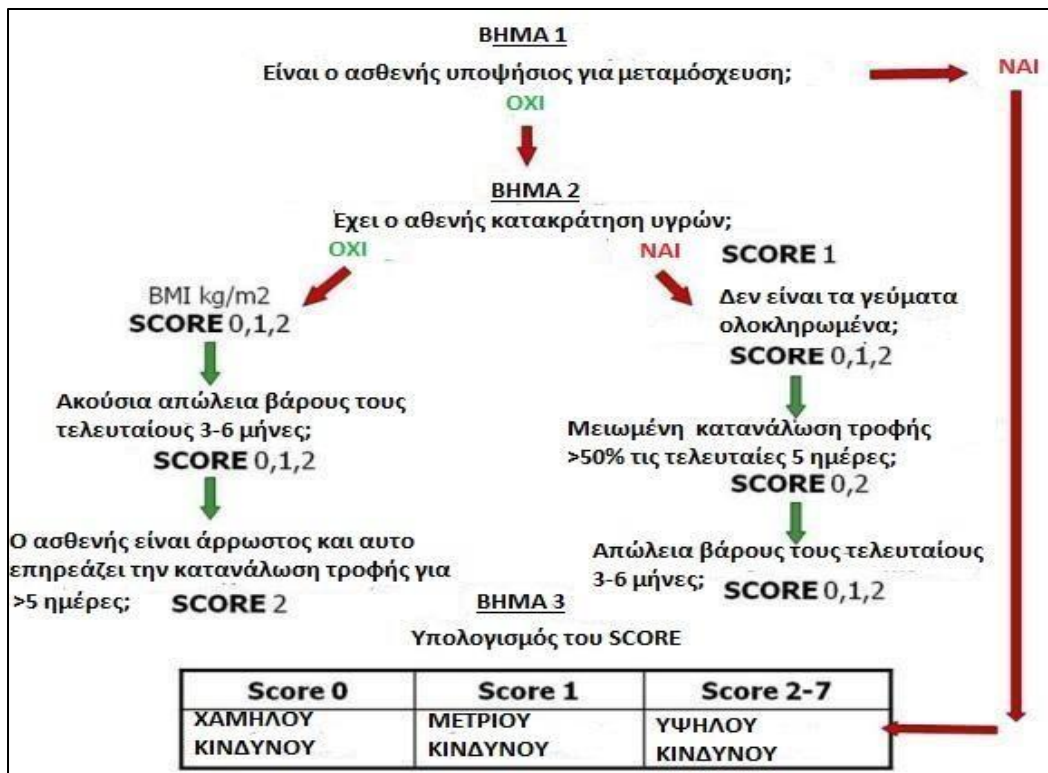 ΒΗΜΑ 1
Είναι ο ασθενής υποψήσιος για μεταμόσχευση;
ΝΑΙ
ΟΧΙ
ΒΗΜΑ 2
Έχει ο αθενής κατακράτηση υγρών;
ΟΧΙ
ΝΑΙ
SCORE 1
BMI kg/m2
SCORE 0,1,2
Δεν είναι τα γεύματα
ολοκληρωμένα;
SCORE 0,1,2
Ακούσια απώλεια βάρους τους
τελευταίους 3-6 μήνες;
SCORE 0,1,2
Μειωμένη κατανάλωση τροφής
>50% τις τελευταίες 5 ημέρες;
SCORE 0,2
Ο ασθενής είναι άρρωστος και αυτο
επηρεάζει την κατανάλωση τροφής για
>5 ημέρες;
SCORE 2
Απώλεια βάρους τους τελευταίους
3-6 μήνες;
SCORE 0,1,2
ΒΗΜΑ 3
Υπολογισμός του SCORE
Score 0
Score 1
Score 2-7
ΧΑΜΗΛΟΥ
ΚΙΝΔΥΝΟΥ
ΜΕΤΡΙΟΥ
ΚΙΝΔΥΝΟΥ
ΥΨΗΛΟΥ
ΚΙΝΔΥΝΟΥ